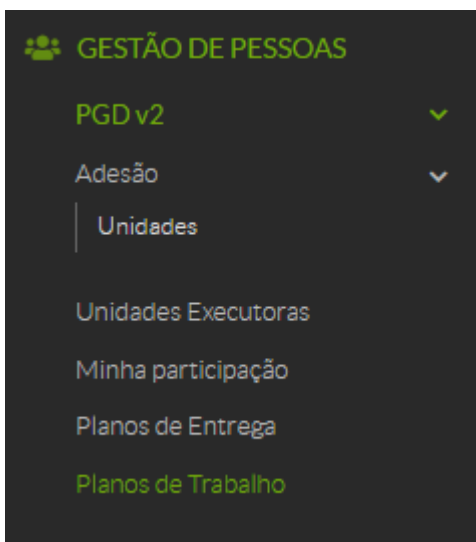 GESTÃO DE PESSOAS
PGD v2
Adesão
Unidades
Unidades Executoras
Minha participação
Planos de Entrega
Planos de Trabalho